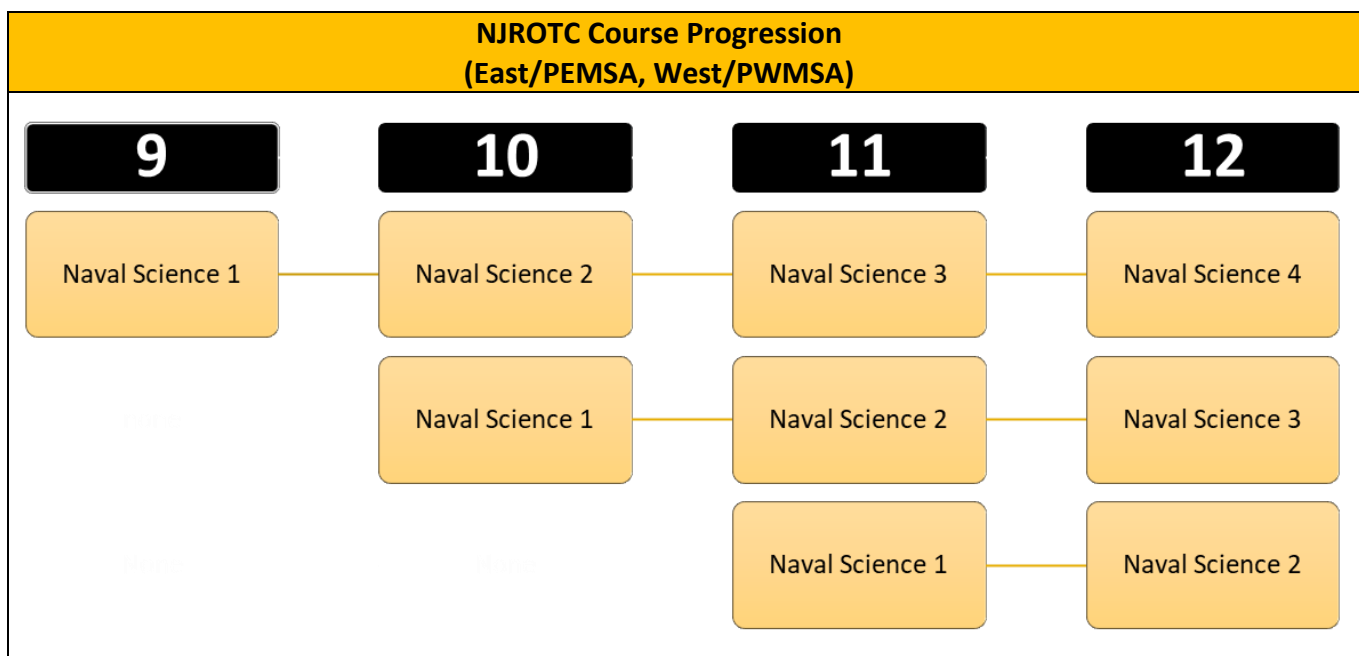 NJROTC Course Progression
(East/PEMSA, West/PWMSA)
9 10 11 12
Naval Science 1 Naval Science 2 Naval Science 3 Naval Science 4
Naval Science 1 Naval Science 2 Naval Science 3
Naval Science 1 Naval Science 2